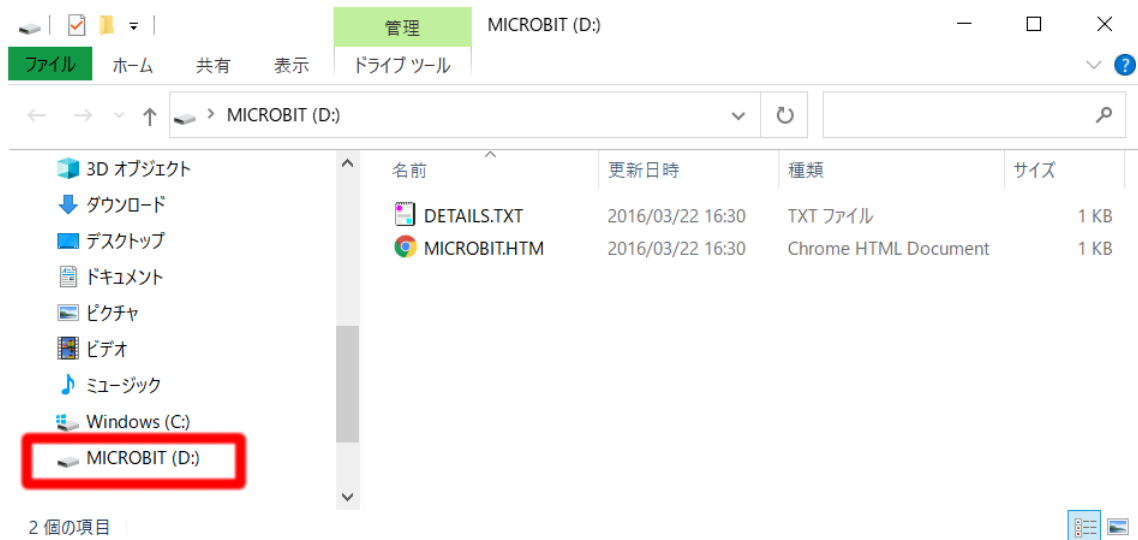 管理 MICROBIT (D:)
ファイル ホーム 共有 表示 ドライブ ツール
MICROBIT (D:)
名前 更新日時 種類 サイズ
3D オブジェクト
ダウンロード
デスクトップ
ドキュメント
ピクチャ
ビデオ
ミュージック
Windows (C:)
MICROBIT (D:)
DETAILS.TXT 2016/03/22 16:30 TXT ファイル 1 KB
MICROBIT.HTM 2016/03/22 16:30 Chrome HTML Document 1 KB
2 個の項目